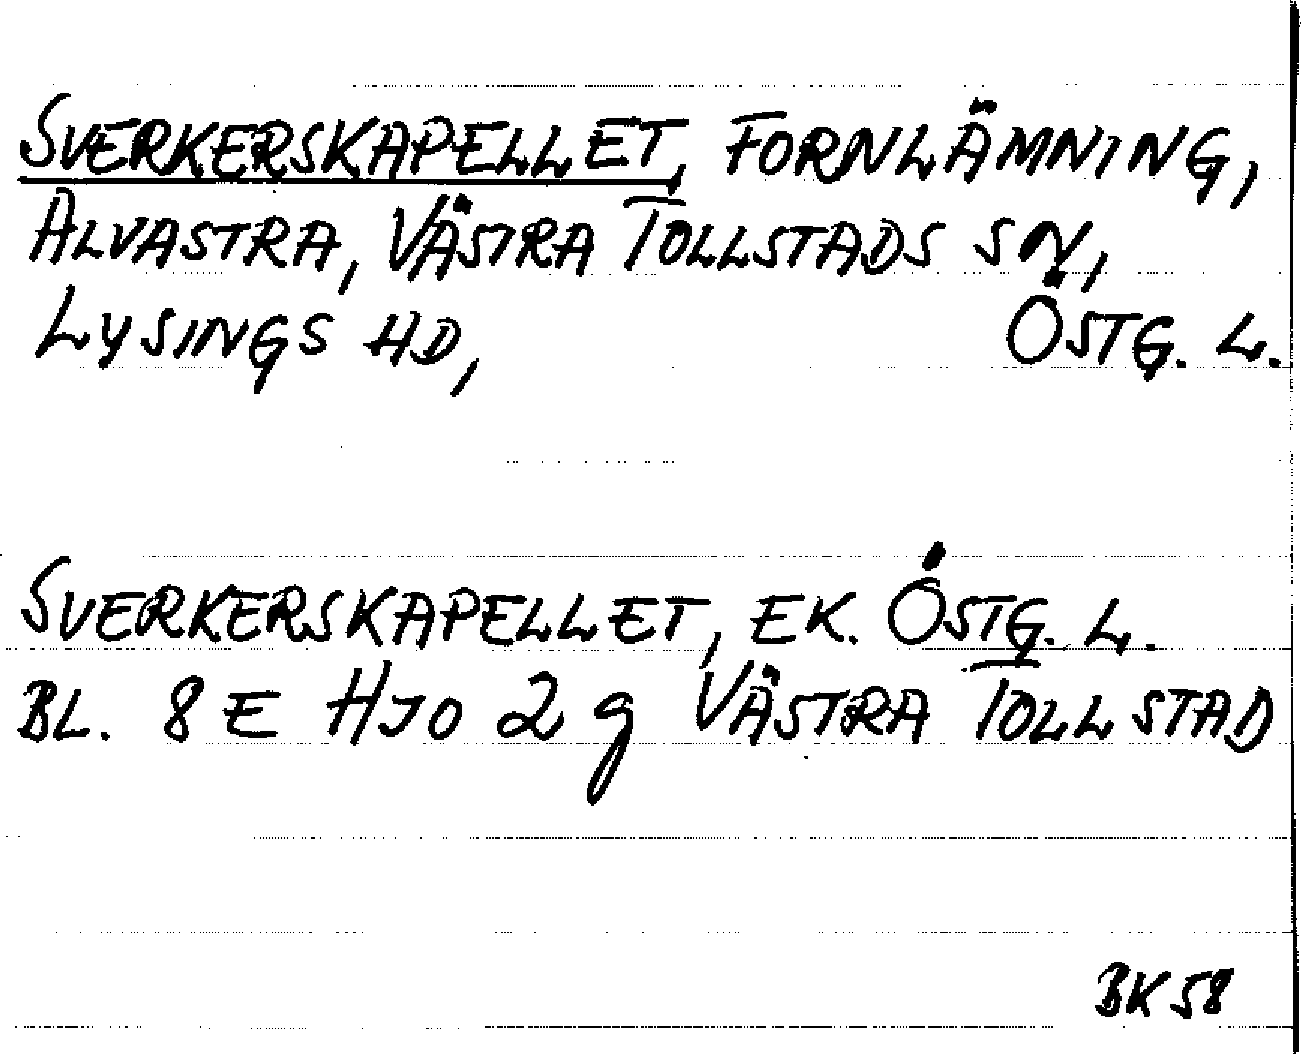 SVERKERSKAPELLET, FORNLÄMNING,
ALVASTRA, VÄSTRA TOLLSTADS SN,
LYSINGS HD, ÖSTG. L.
SVERKERSKAPELLET, EK. ÖSTG. L.
BL. 8 E HJO 2 g VÄSTRA TOLLSTAD
BK 58